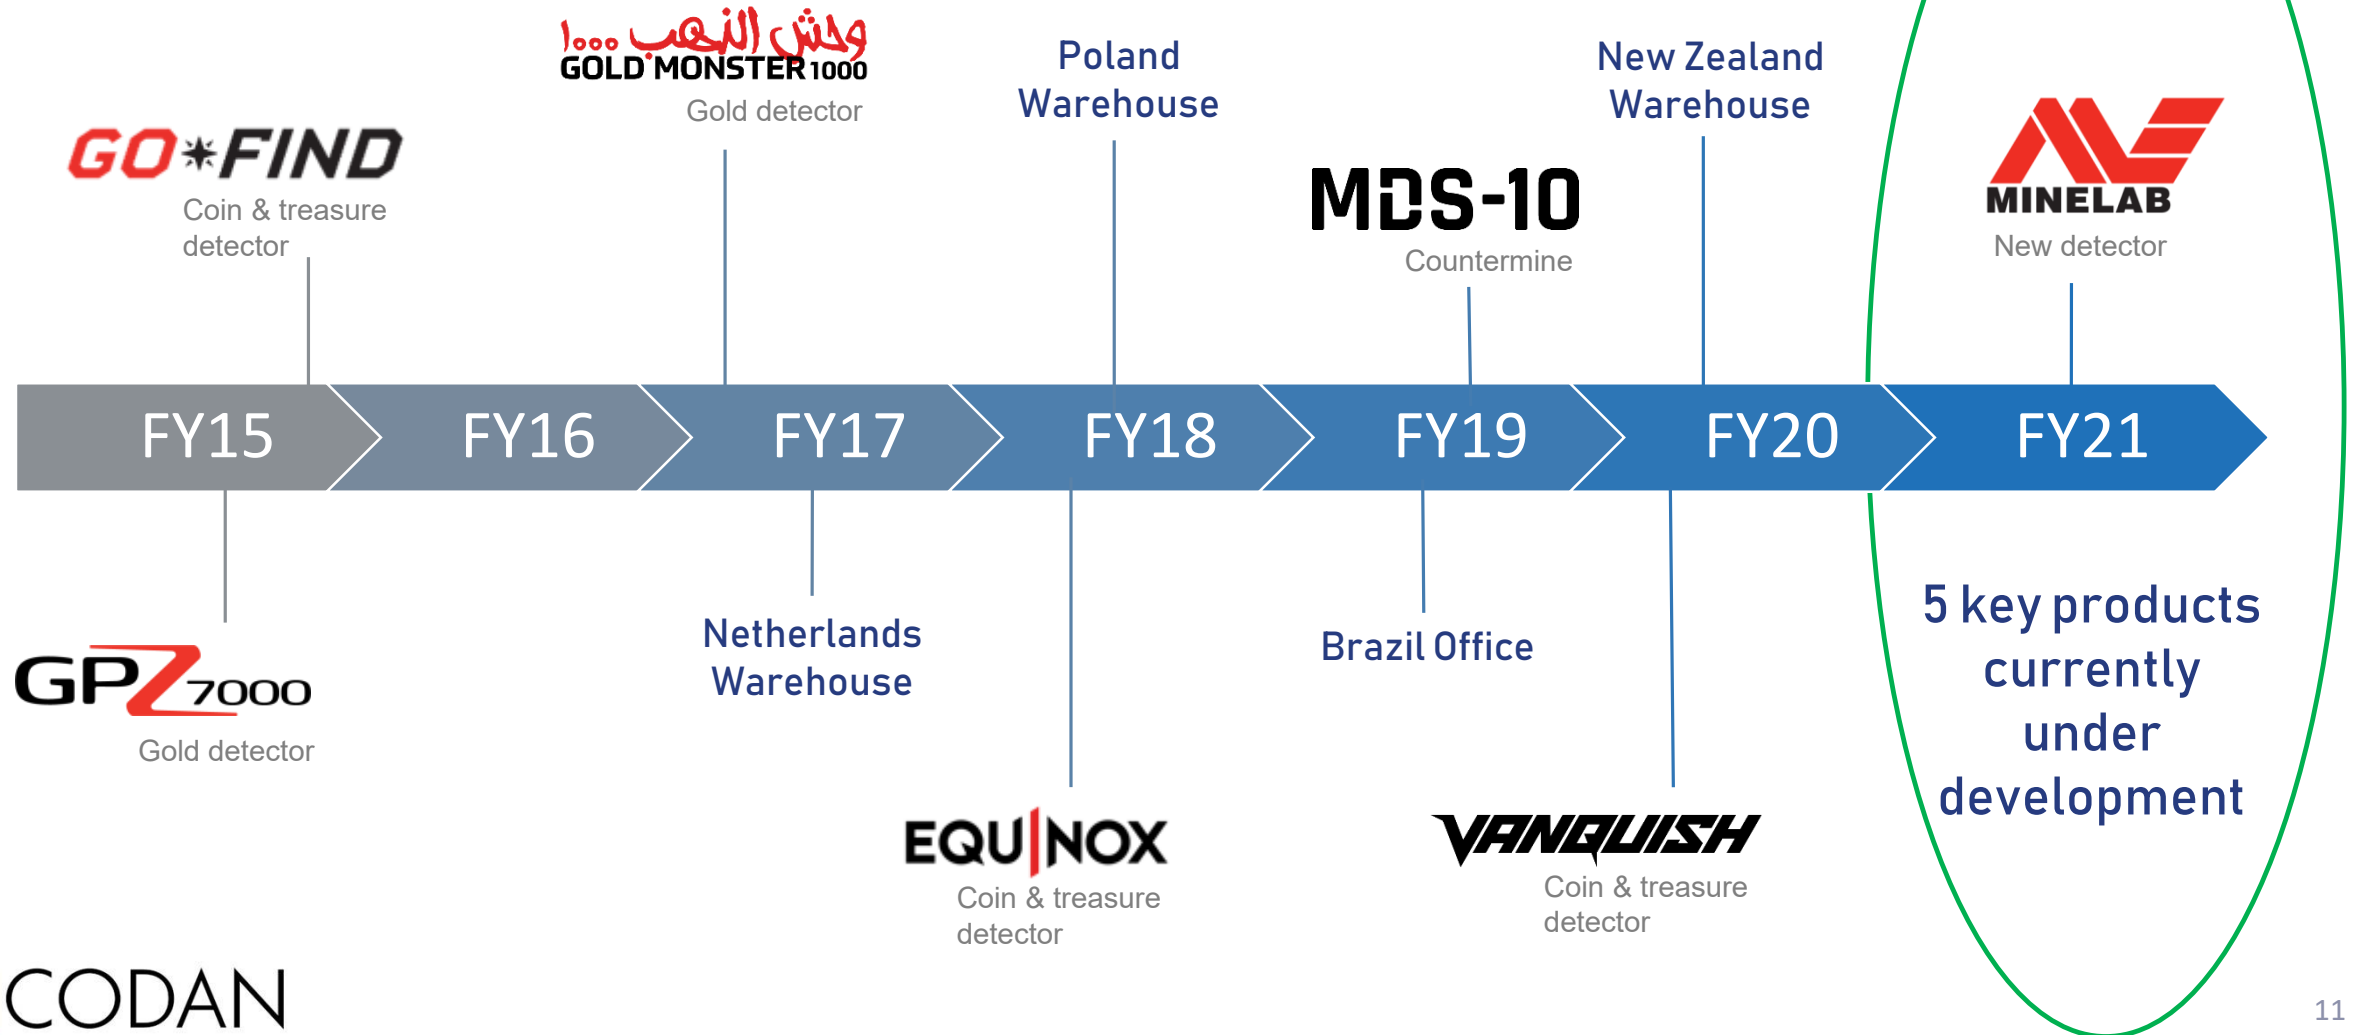 وحش الذهب ١٠٠٠
GOLD MONSTER 1000
Gold detector
Poland
Warehouse
New Zealand
Warehouse
GO FIND
Coin & treasure
detector
MDS-10
Countermine
MINELAB
New detector
FY15
FY16
FY17
FY18
FY19
FY20
FY21
GPZ 7000
Gold detector
Netherlands
Warehouse
Brazil Office
5 key products
currently
under
development
EQUINOX
Coin & treasure
detector
VANQUISH
Coin & treasure
detector
CODAN
11